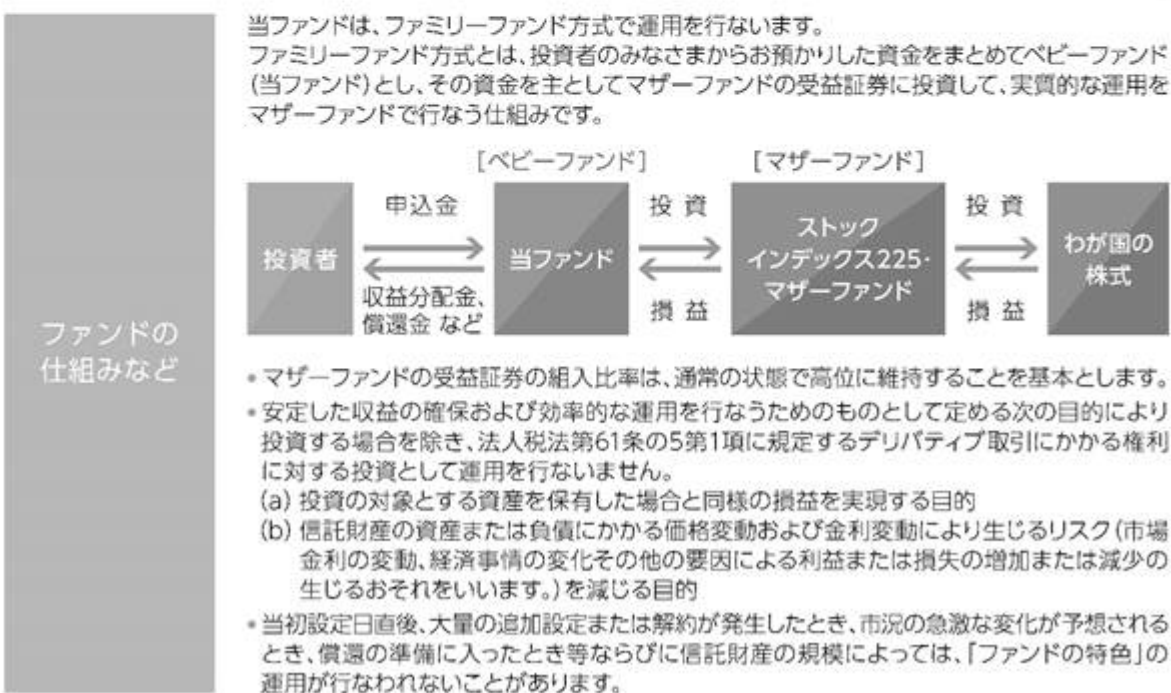 ファンドの
仕組みなど
当ファンドは、ファミリーファンド方式で運用を行ないます。
ファミリーファンド方式とは、投資者のみなさまからお預かりした資金をまとめてベビーファンド
(当ファンド)とし、その資金を主としてマザーファンドの受益証券に投資して、実質的な運用を
マザーファンドで行なう仕組みです。
[ベビーファンド]
[マザーファンド]
投資者
申込金
収益分配金、
償還金 など
当ファンド
投 資
損 益
ストック
インデックス225・
マザーファンド
投 資
損 益
わが国の
株式
• マザーファンドの受益証券の組入比率は、通常の状態で高位に維持することを基本とします。
• 安定した収益の確保および効率的な運用を行なうためのものとして定める次の目的により
投資する場合を除き、法人税法第61条の5第1項に規定するデリバティブ取引にかかる権利
に対する投資として運用を行ないません。
(a) 投資の対象とする資産を保有した場合と同様の損益を実現する目的
(b) 信託財産の資産または負債にかかる価格変動および金利変動により生じるリスク(市場
金利の変動、経済事情の変化その他の要因による利益または損失の増加または減少の
生じるおそれをいいます。)を減じる目的
• 当初設定日直後、大量の追加設定または解約が発生したとき、市況の急激な変化が予想される
とき、償還の準備に入ったとき等ならびに信託財産の規模によっては、「ファンドの特色」の
運用が行なわれないことがあります。